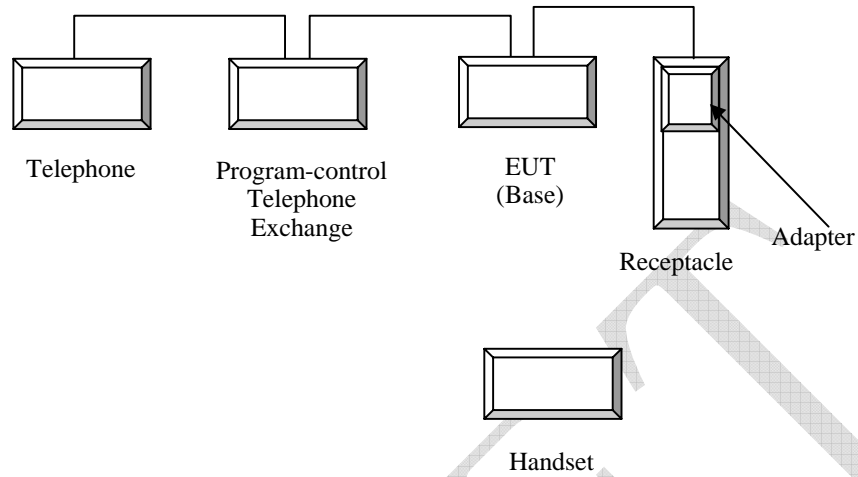 Telephone
Program-control
Telephone
Exchange
EUT
(Base)
Receptacle
Adapter
Handset